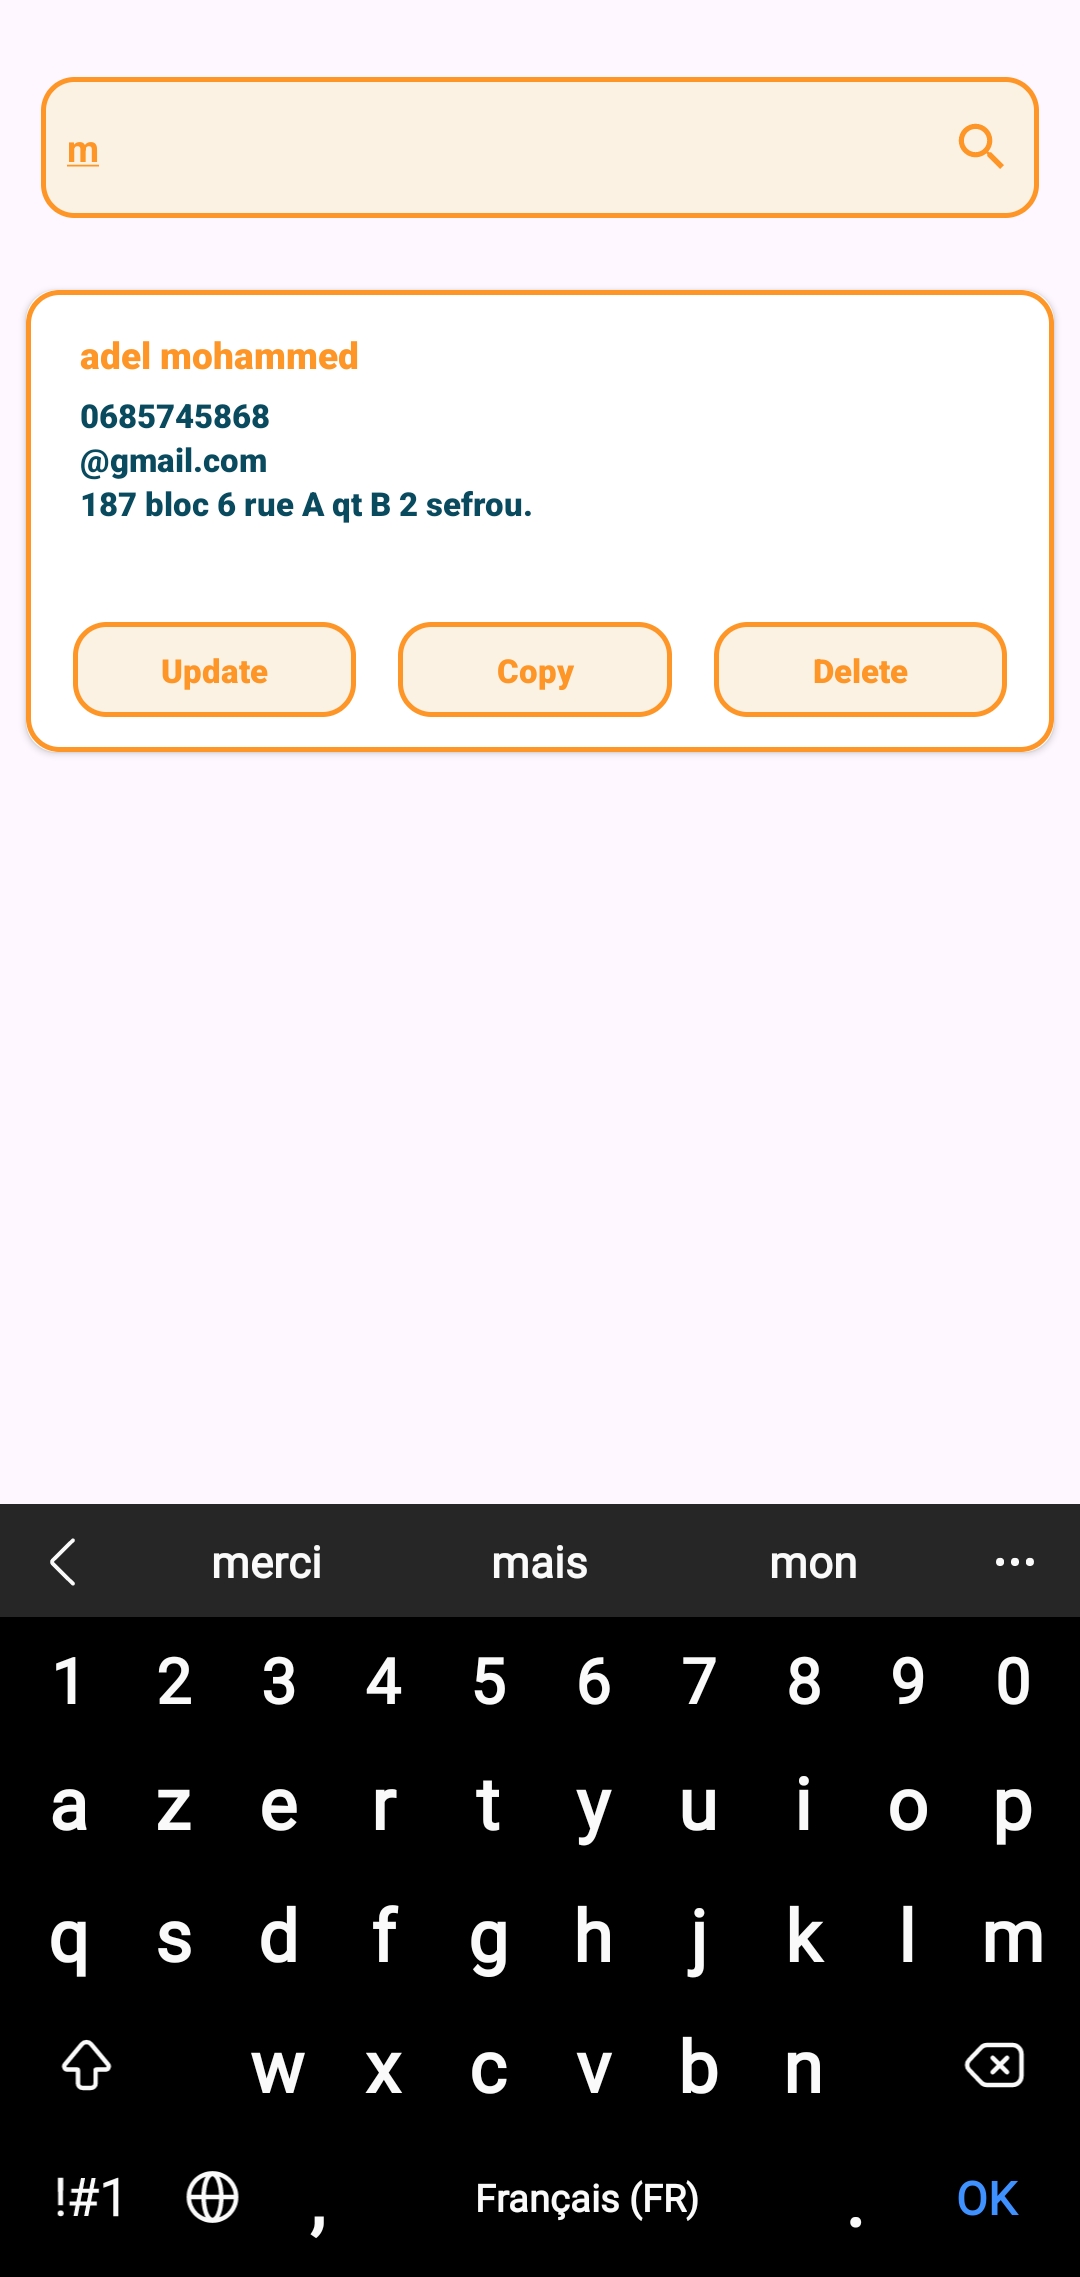 m
adel mohammed
0685745868
@gmail.com
187 bloc 6 rue A qt B 2 sefrou.
Update Copy Delete
merci mais mon ...
1 2 3 4 5 6 7 8 9 0
a z e r t y u i o p
q s d f g h j k l m
w x c v b n
!#1 , Français (FR) . OK